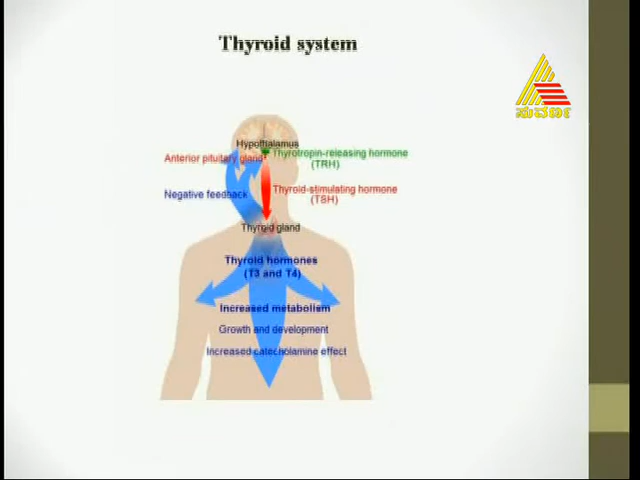 Thyroid system
ಸುವರ್ಣ
Hypothalamus
Anterior pituitary gland
Thyrotropin-releasing hormone
(TRH)
Negative feedback
Thyroid-stimulating hormone
(TSH)
Thyroid gland
Thyroid hormones
(T3 and T4)
Increased metabolism
Growth and development
Increased catecholamine effect